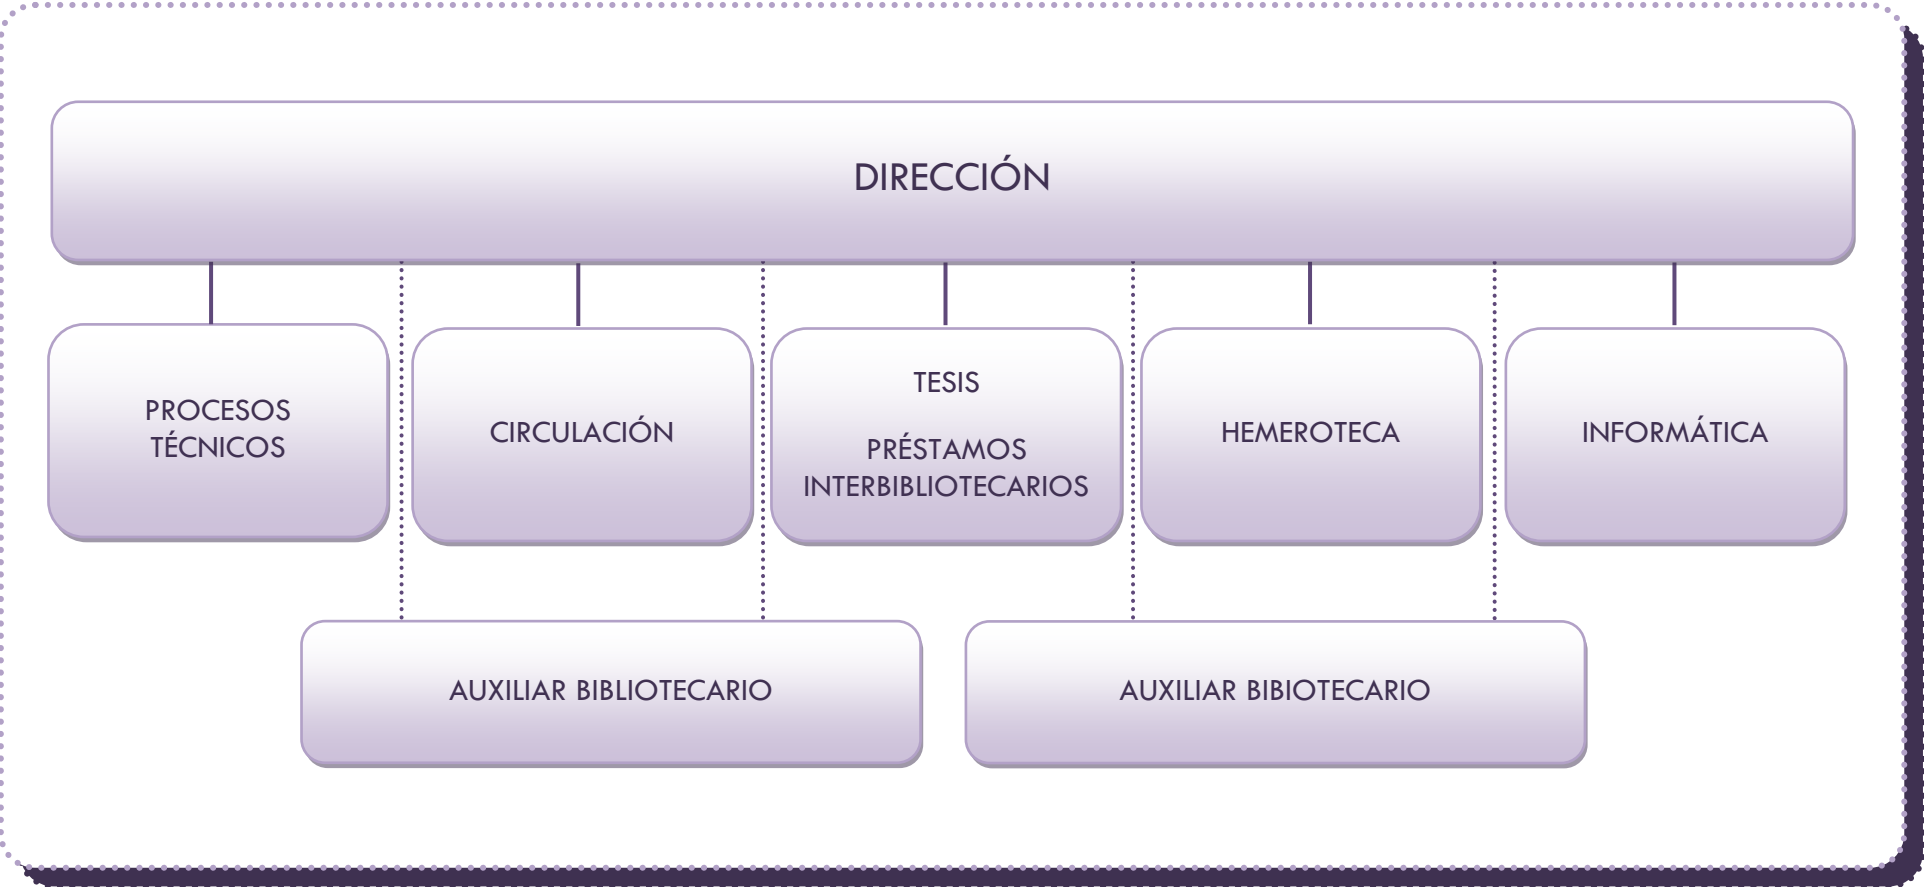 DIRECCIÓN
PROCESOS
TÉCNICOS
CIRCULACIÓN
TESIS
PRÉSTAMOS
INTERBIBLIOTECARIOS
HEMEROTECA
INFORMÁTICA
AUXILIAR BIBLIOTECARIO
AUXILIAR BIBIOTECARIO